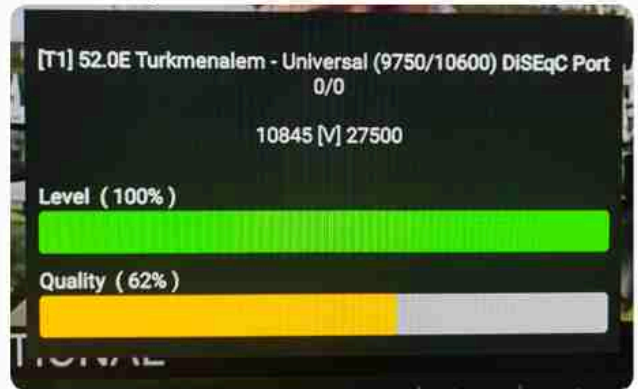 [T1] 52.0E Turkmenalem - Universal (9750/10600) DiSEqC Port
0/0
10845 [V] 27500
Level ( 100% )
Quality ( 62% )